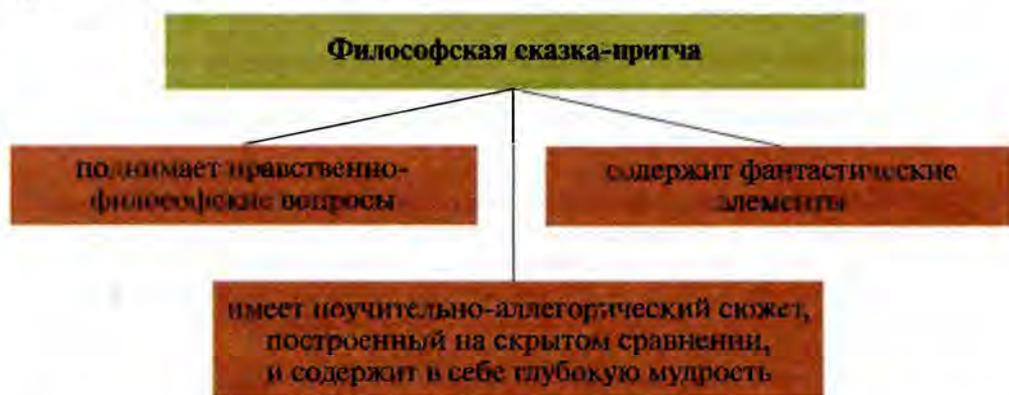 Философская сказка-притча
поднимает нравственно-
философские вопросы
содержит фантастические
элементы
имеет поучительно-аллегорический сюжет,
построенный на скрытом сравнении,
и содержит в себе глубокую мудрость